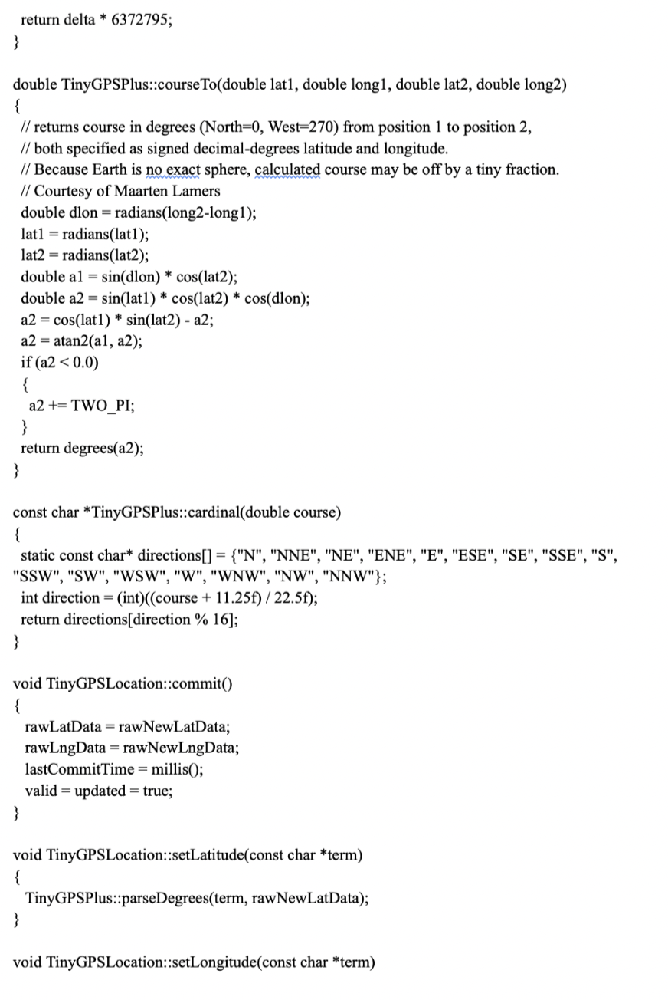 return delta * 6372795;
}
double TinyGPSPlus::courseTo(double lat1, double long1, double lat2, double long2)
{
// returns course in degrees (North=0, West=270) from position 1 to position 2,
// both specified as signed decimal-degrees latitude and longitude.
// Because Earth is no exact sphere, calculated course may be off by a tiny fraction.
// Courtesy of Maarten Lamers
double dlon = radians(long2-long1);
lat1 = radians(lat1);
lat2 = radians(lat2);
double a1 = sin(dlon) * cos(lat2);
double a2 = sin(lat1) * cos(lat2) * cos(dlon);
a2 = cos(lat1) * sin(lat2) - a2;
a2 = atan2(a1, a2);
if (a2 < 0.0)
{
a2 += TWO_PI;
}
return degrees(a2);
}
const char *TinyGPSPlus::cardinal(double course)
{
static const char* directions[] = {"N", "NNE", "NE", "ENE", "E", "ESE", "SE", "SSE", "S",
"SSW", "SW", "WSW", "W", "WNW", "NW", "NNW"};
int direction = (int)((course + 11.25f) / 22.5f);
return directions[direction % 16];
}
void TinyGPSLocation::commit()
{
rawLatData = rawNewLatData;
rawLngData = rawNewLngData;
lastCommitTime = millis();
valid = updated = true;
}
void TinyGPSLocation::setLatitude(const char *term)
{
TinyGPSPlus::parseDegrees(term, rawNewLatData);
}
void TinyGPSLocation::setLongitude(const char *term)